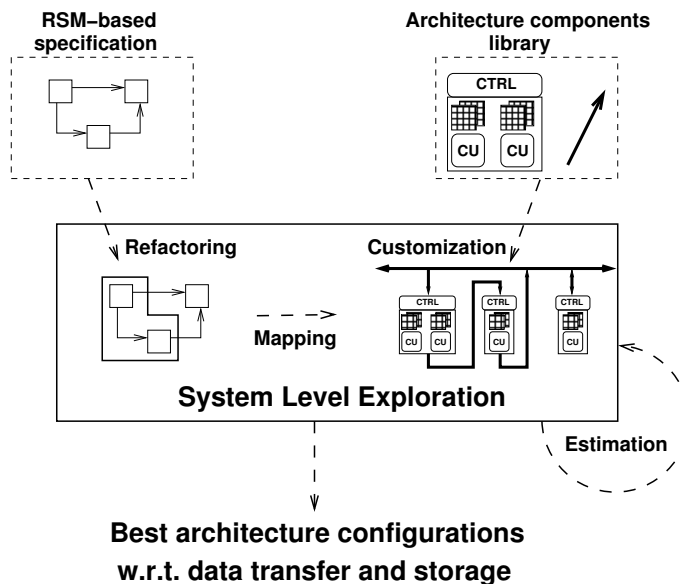 RSM−based
specification
Architecture components
library
CTRL
CU CU
Refactoring
Customization
Mapping
CTRL CTRL CTRL
CU CU CU CU
System Level Exploration
Estimation
Best architecture configurations
w.r.t. data transfer and storage